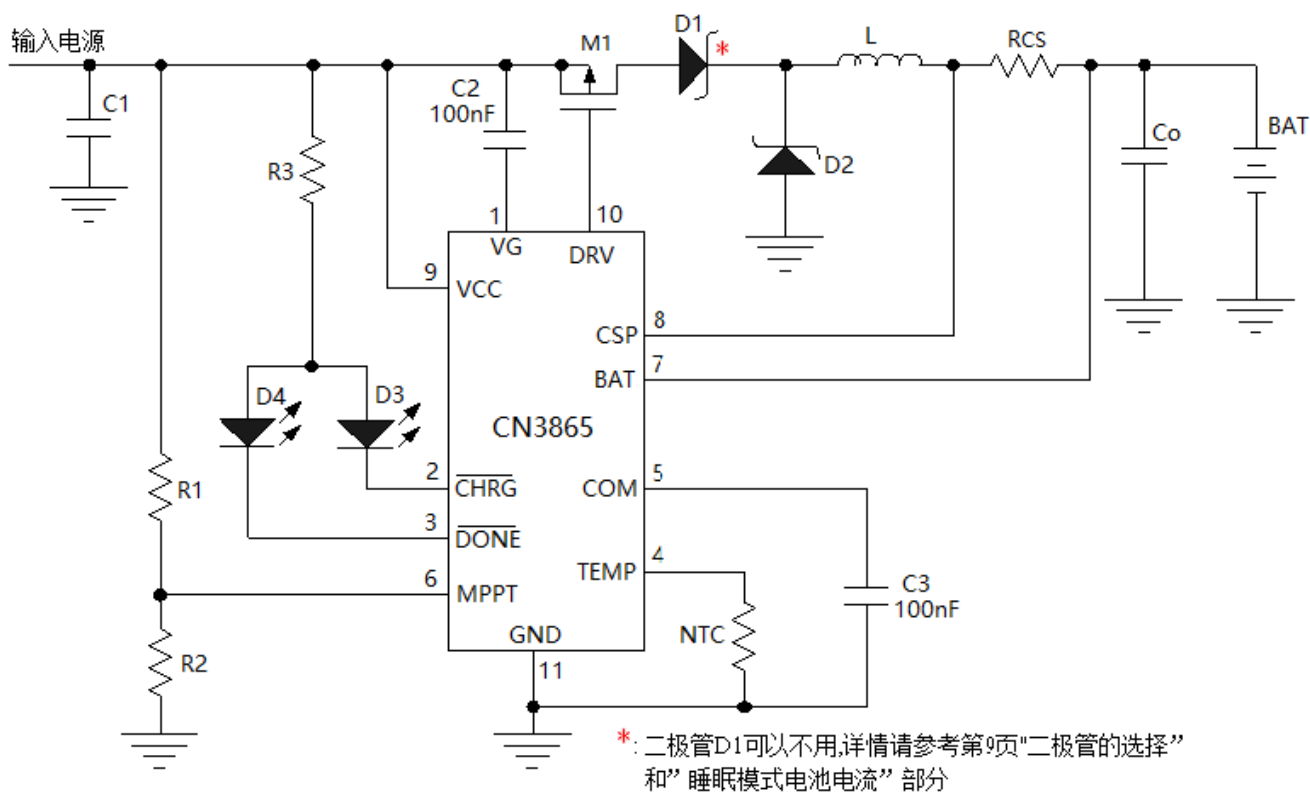 输入电源
M1
D1
*
L
RCS
C1
C2
100nF
R3
D2
Co
BAT
1
10
VG
DRV
9
VCC
CSP
8
BAT
7
D4
D3
CN3865
R1
2
CHRG
COM
5
3
DONE
TEMP
4
6
MPPT
C3
100nF
NTC
GND
R2
11
*: 二极管D1可以不用,详情请参考第9页"二极管的选择”
和” 睡眠模式电池电流” 部分